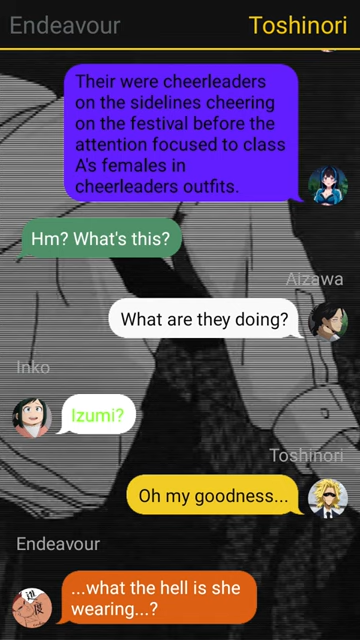 Endeavour Toshinori
Their were cheerleaders
on the sidelines cheering
on the festival before the
attention focused to class
A's females in
cheerleaders outfits.
Hm? What's this?
Aizawa
What are they doing?
Inko
Izumi?
Toshinori
Oh my goodness...
Endeavour
...what the hell is she
wearing...?